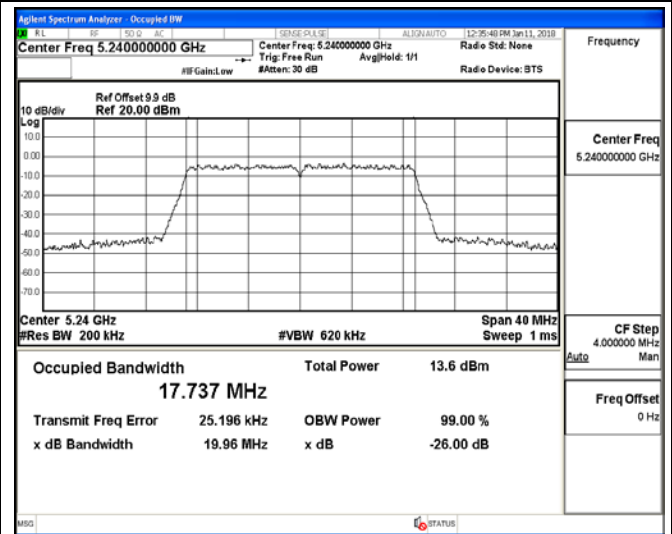 Agilent Spectrum Analyzer - Occupied BW
RL RF 50 Ω AC SENSE:PULSE ALIGN AUTO 12:35:48 PM Jan 11, 2018
Center Freq 5.240000000 GHz Center Freq: 5.240000000 GHz Radio Std: None Frequency
Trig: Free Run Avg|Hold: 1/1
#IFGain:Low #Atten: 30 dB Radio Device: BTS
Ref Offset 9.9 dB
10 dB/div Ref 20.00 dBm
Log
10.0
0.00
-10.0
-20.0
-30.0
-40.0
-50.0
-60.0
-70.0
Center Freq
5.240000000 GHz
Center 5.24 GHz Span 40 MHz
#Res BW 200 kHz #VBW 620 kHz Sweep 1 ms
CF Step
4.000000 MHz
Auto Man
Occupied Bandwidth Total Power 13.6 dBm
17.737 MHz
Transmit Freq Error 25.196 kHz OBW Power 99.00 %
x dB Bandwidth 19.96 MHz x dB -26.00 dB
Freq Offset
0 Hz
MSG STATUS